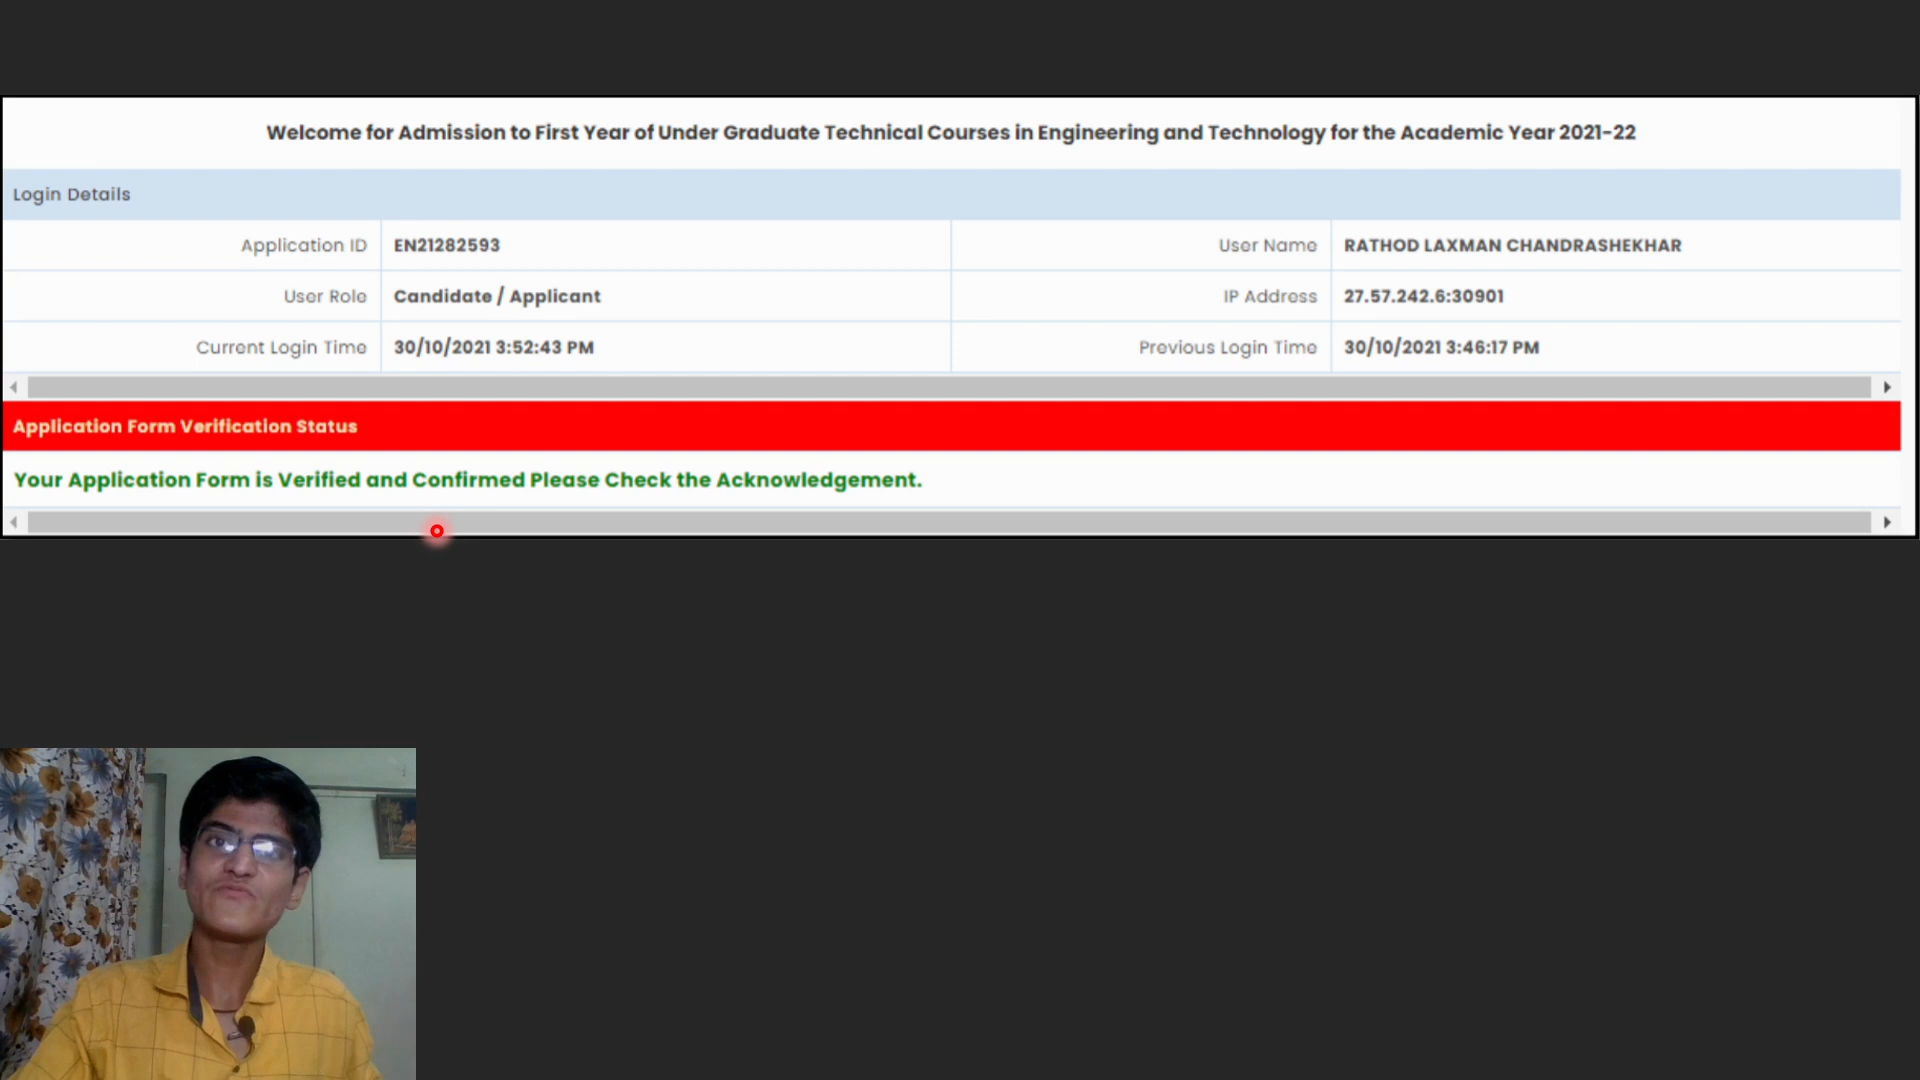 Welcome for Admission to First Year of Under Graduate Technical Courses in Engineering and Technology for the Academic Year 2021-22
Login Details
Application ID EN21282593 User Name RATHOD LAXMAN CHANDRASHEKHAR
User Role Candidate / Applicant IP Address 27.57.242.6:30901
Current Login Time 30/10/2021 3:52:43 PM Previous Login Time 30/10/2021 3:46:17 PM
Application Form Verification Status
Your Application Form is Verified and Confirmed Please Check the Acknowledgement.